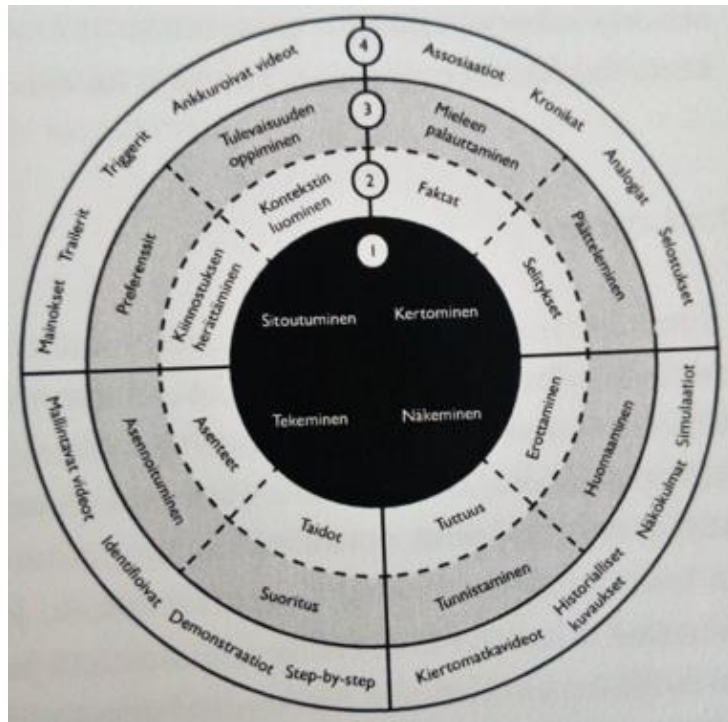 4
3
2
1
Sitoutuminen
Kertominen
Tekeminen
Näkeminen
Kontekstin
luominen
Faktat
Selitykset
Erottaminen
Tuttuus
Taidot
Asenteet
Kiinnostuksen
herättäminen
Tulevaisuuden
oppiminen
Mieleen
palauttaminen
Päätteleminen
Huomaaminen
Tunnistaminen
Suoritus
Asennoituminen
Preferenssit
Ankkuroivat videot
Assosiaatiot
Kronikat
Analogiat
Selostukset
Simulaatiot
Näkökulmat
Historialliset
kuvaukset
Kiertomatkavideot
Step-by-step
Demonstraatiot
Identifioivat
Mallintavat videot
Mainokset
Trailerit
Triggerit